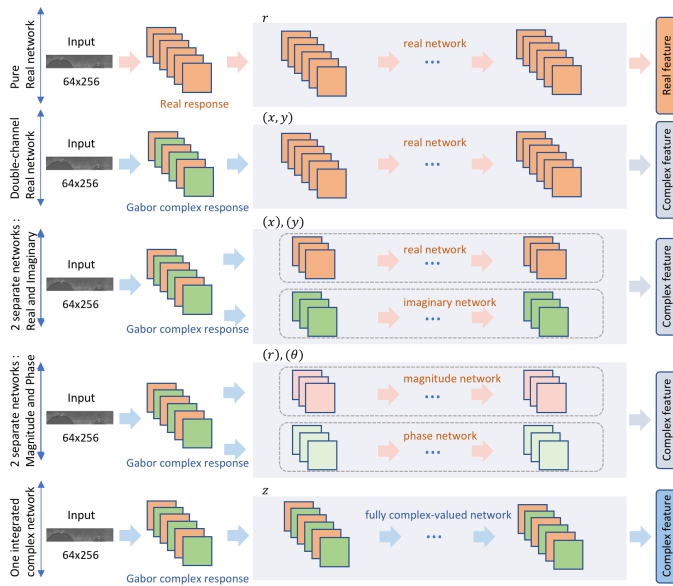 Pure
Real network
Input
64x256
Real response
r
real network
...
Real feature
Double-channel
Real network
Input
64x256
Gabor complex response
(x, y)
real network
...
Complex feature
2 separate networks :
Real and Imaginary
Input
64x256
Gabor complex response
(x), (y)
real network
...
imaginary network
...
Complex feature
2 separate networks :
Magnitude and Phase
Input
64x256
Gabor complex response
(r), (θ)
magnitude network
...
phase network
...
Complex feature
One integrated
complex network
Input
64x256
Gabor complex response
z
fully complex-valued network
...
Complex feature